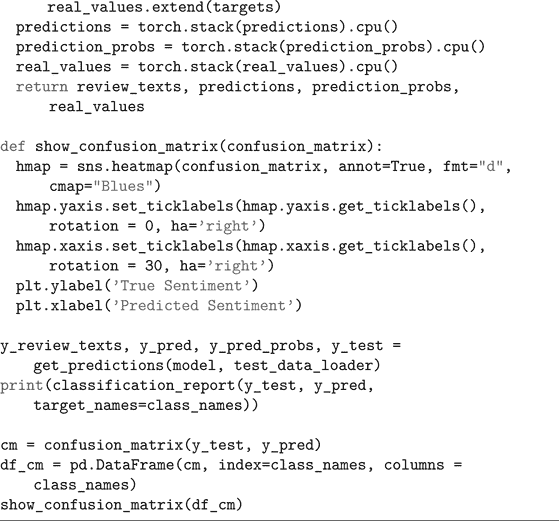 real_values.extend(targets)
predictions = torch.stack(predictions).cpu()
prediction_probs = torch.stack(prediction_probs).cpu()
real_values = torch.stack(real_values).cpu()
return review_texts, predictions, prediction_probs,
real_values
def show_confusion_matrix(confusion_matrix):
hmap = sns.heatmap(confusion_matrix, annot=True, fmt="d",
cmap="Blues")
hmap.yaxis.set_ticklabels(hmap.yaxis.get_ticklabels(),
rotation = 0, ha=’right’)
hmap.xaxis.set_ticklabels(hmap.xaxis.get_ticklabels(),
rotation = 30, ha=’right’)
plt.ylabel(’True Sentiment’)
plt.xlabel(’Predicted Sentiment’)
y_review_texts, y_pred, y_pred_probs, y_test =
get_predictions(model, test_data_loader)
print(classification_report(y_test, y_pred,
target_names=class_names))
cm = confusion_matrix(y_test, y_pred)
df_cm = pd.DataFrame(cm, index=class_names, columns =
class_names)
show_confusion_matrix(df_cm)